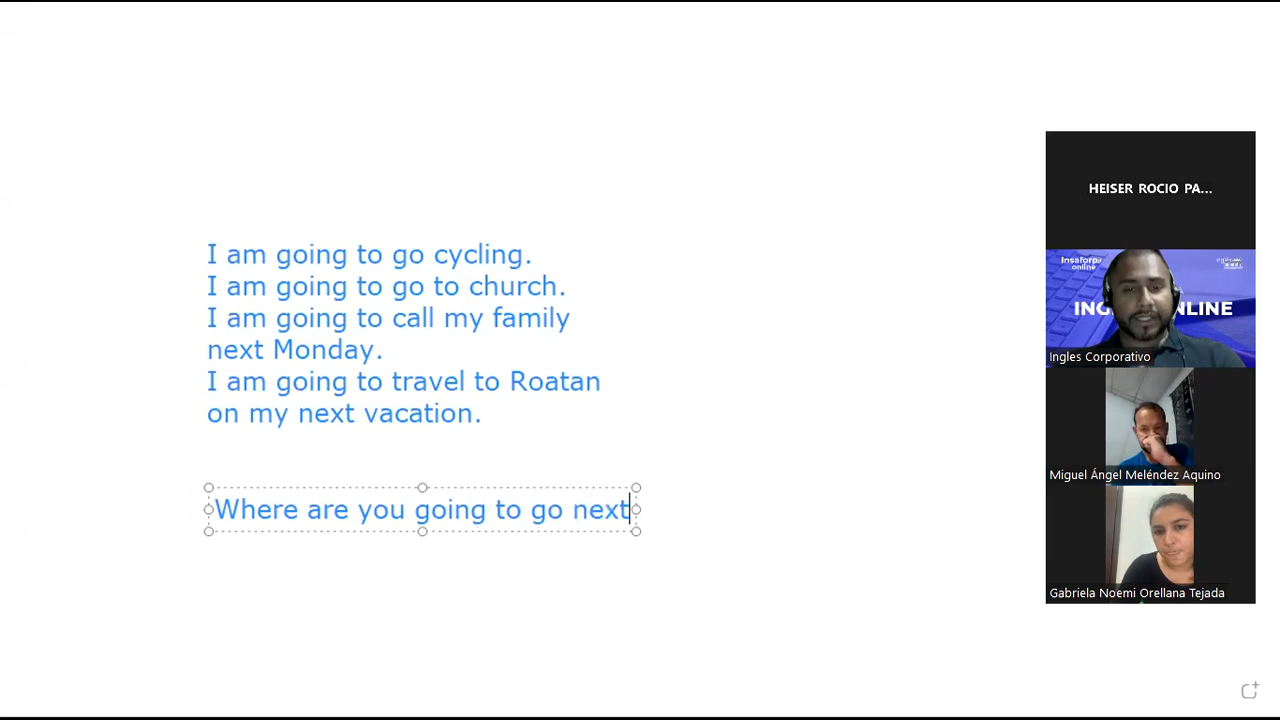 I am going to go cycling.
I am going to go to church.
I am going to call my family
next Monday.
I am going to travel to Roatan
on my next vacation.
Where are you going to go next
HEISER ROCIO PA...
Insaforp
online
Ingles Corporativo
Miguel Ángel Meléndez Aquino
Gabriela Noemi Orellana Tejada